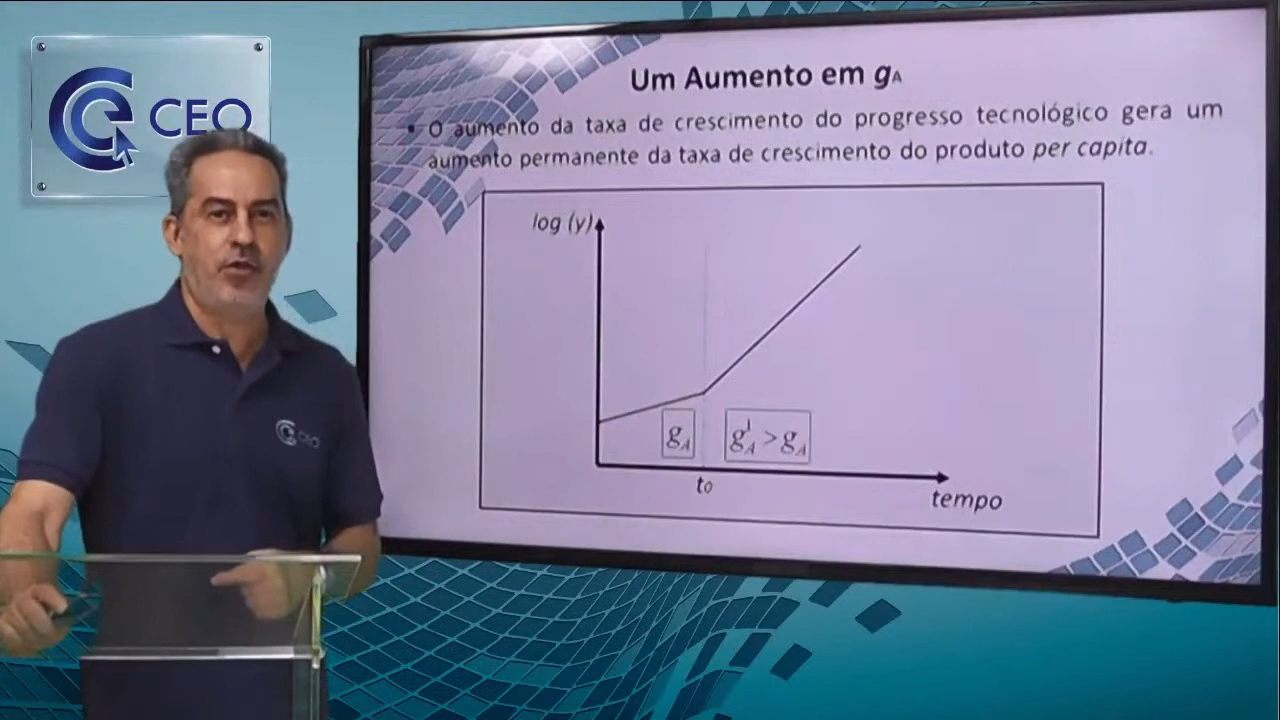 CEO
Um Aumento em gA
• O aumento da taxa de crescimento do progresso tecnológico gera um
aumento permanente da taxa de crescimento do produto per capita.
log (y)
gA
g¹A > gA
t0
tempo
CEO